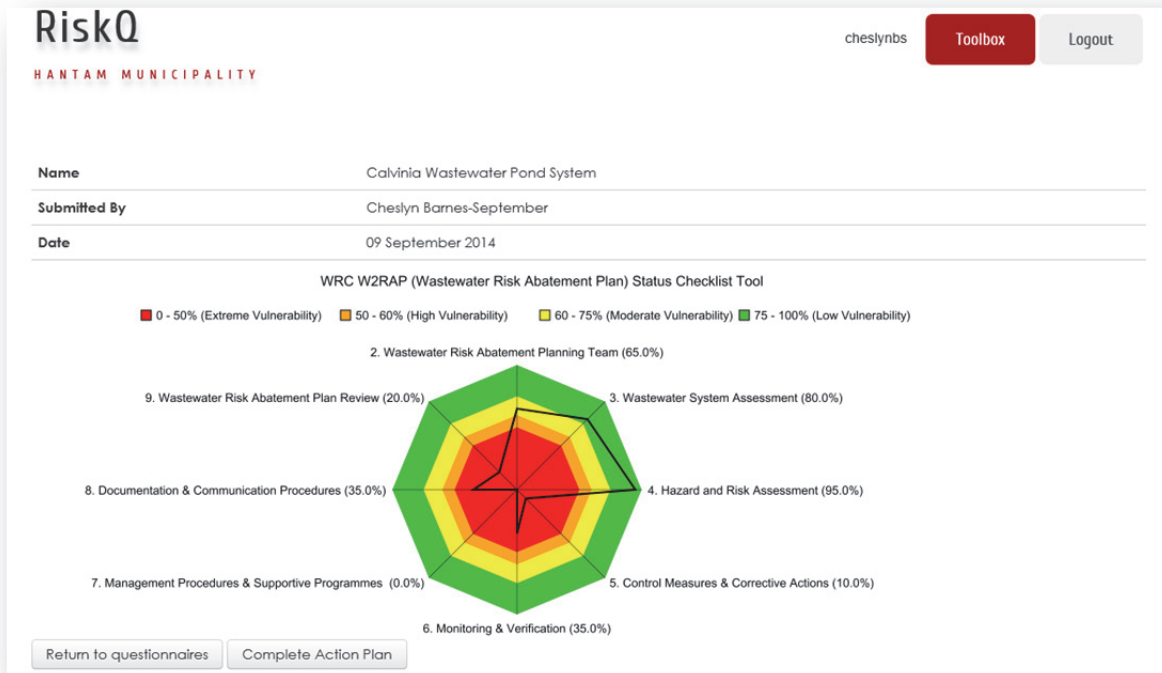 RiskQ
HANTAM MUNICIPALITY
cheslynbs
Toolbox
Logout
Name Calvinia Wastewater Pond System
Submitted By Cheslyn Barnes-September
Date 09 September 2014
WRC W2RAP (Wastewater Risk Abatement Plan) Status Checklist Tool
0 - 50% (Extreme Vulnerability) 50 - 60% (High Vulnerability) 60 - 75% (Moderate Vulnerability) 75 - 100% (Low Vulnerability)
2. Wastewater Risk Abatement Planning Team (65.0%)
9. Wastewater Risk Abatement Plan Review (20.0%)
3. Wastewater System Assessment (80.0%)
8. Documentation & Communication Procedures (35.0%)
4. Hazard and Risk Assessment (95.0%)
7. Management Procedures & Supportive Programmes (0.0%)
5. Control Measures & Corrective Actions (10.0%)
6. Monitoring & Verification (35.0%)
Return to questionnaires
Complete Action Plan